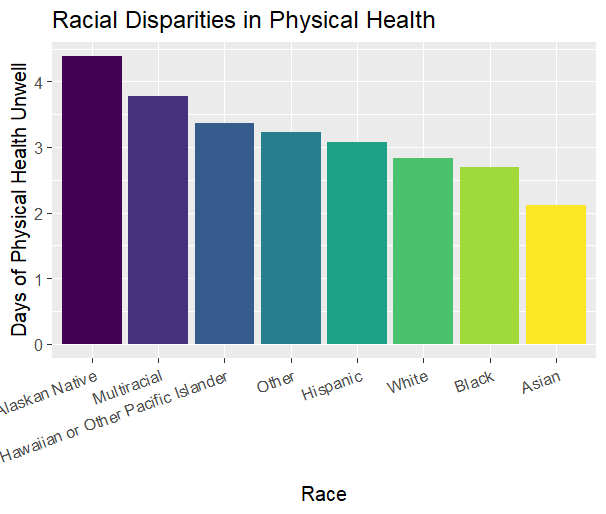 Racial Disparities in Physical Health
Days of Physical Health Unwell
4
3
2
1
0
Alaskan Native
Multiracial
Hawaiian or Other Pacific Islander
Other
Hispanic
White
Black
Asian
Race